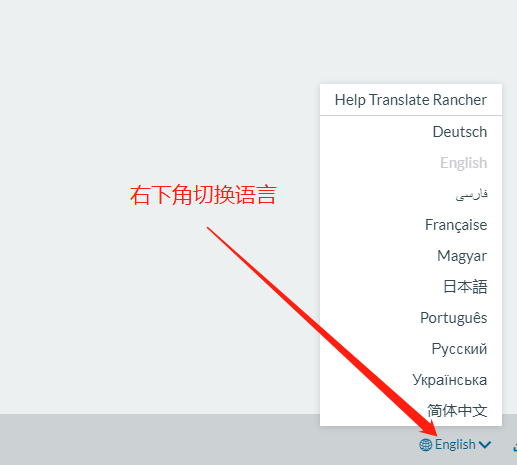 Help Translate Rancher
Deutsch
English
فارسی
Française
Magyar
日本語
Português
Русский
Українська
简体中文
右下角切换语言
English